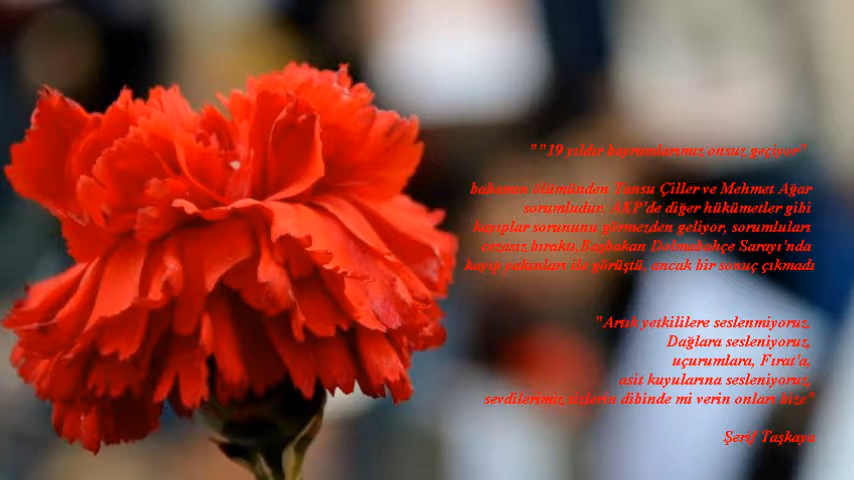 ""19 yıldır bayramlarımız onsuz geçiyor"
babamın ölümünden Tansu Çiller ve Mehmet Ağar
sorumludur. AKP'de diğer hükümetler gibi
kayıplar sorununu görmezden geliyor, sorumluları
cezasız bıraktı.Başbakan Dolmabahçe Sarayı'nda
kayıp yakınları ile görüştü, ancak bir sonuç çıkmadı
"Artık yetkililere seslenmiyoruz,
Dağlara sesleniyoruz,
uçurumlara, Fırat'a,
asit kuyularına sesleniyoruz,
sevdilerimiz sizlerin dibinde mi verin onları bize"
Şerif Taşkaya